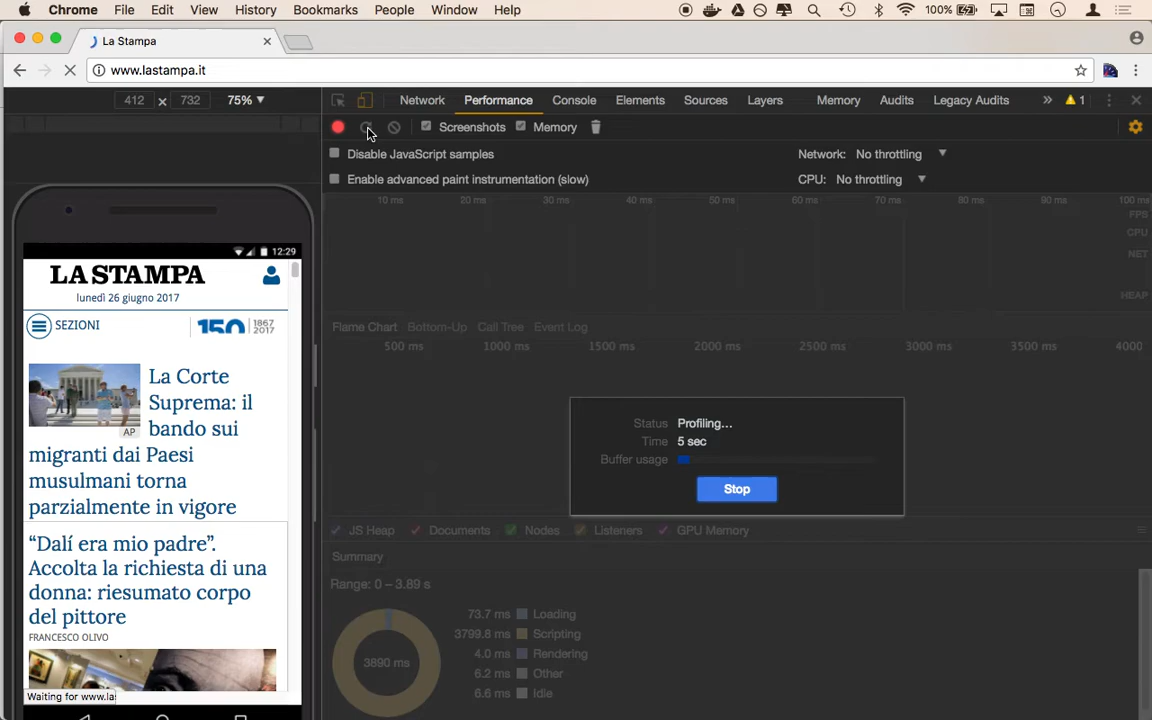 Chrome File Edit View History Bookmarks People Window Help 100%
La Stampa
www.lastampa.it
412 732 75%
Network Performance Console Elements Sources Layers Memory Audits Legacy Audits 1
Screenshots Memory
Disable JavaScript samples Network: No throttling
Enable advanced paint instrumentation (slow) CPU: No throttling
10 ms 20 ms 30 ms 40 ms 50 ms 60 ms 70 ms 80 ms 90 ms 100 ms
FPS
CPU
NET
HEAP
Flame Chart Bottom-Up Call Tree Event Log
500 ms 1000 ms 1500 ms 2000 ms 2500 ms 3000 ms 3500 ms 4000
12:29
LA STAMPA
lunedì 26 giugno 2017
SEZIONI 150 1867
2017
La Corte
Suprema: il
bando sui
AP
migranti dai Paesi
musulmani torna
parzialmente in vigore
“Dalí era mio padre”.
Accolta la richiesta di una
donna: riesumato corpo
del pittore
FRANCESCO OLIVO
Waiting for www.las
Status Profiling...
Time 5 sec
Buffer usage
Stop
JS Heap Documents Nodes Listeners GPU Memory
Summary
Range: 0 – 3.89 s
73.7 ms Loading
3799.8 ms Scripting
4.0 ms Rendering
6.2 ms Other
6.6 ms Idle
3890 ms